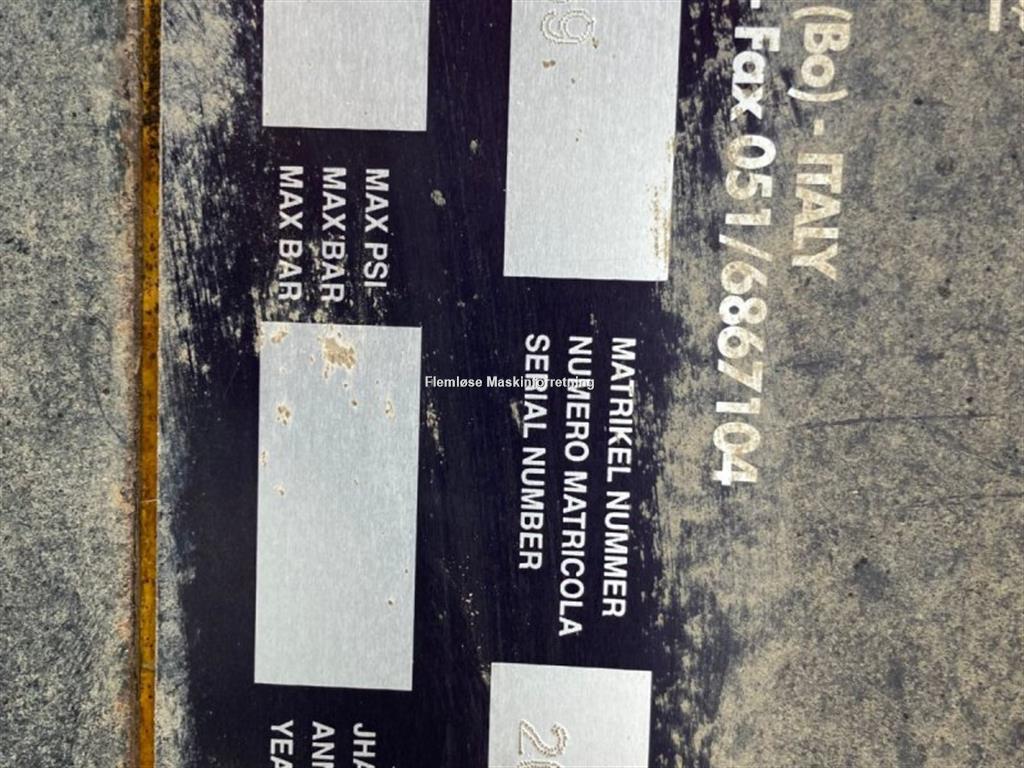 (Bo) - ITALY
Fax 051/6867104
MATRIKEL NUMMER
NUMERO MATRICOLA
SERIAL NUMBER
MAX PSI
MAX BAR
MAX BAR
Flemløse Maskinforretning